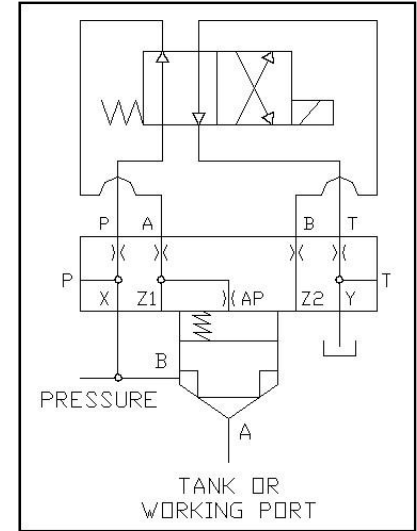 P A B T
P T
X Z1 AP Z2 Y
B
PRESSURE
A
TANK OR
WORKING PORT